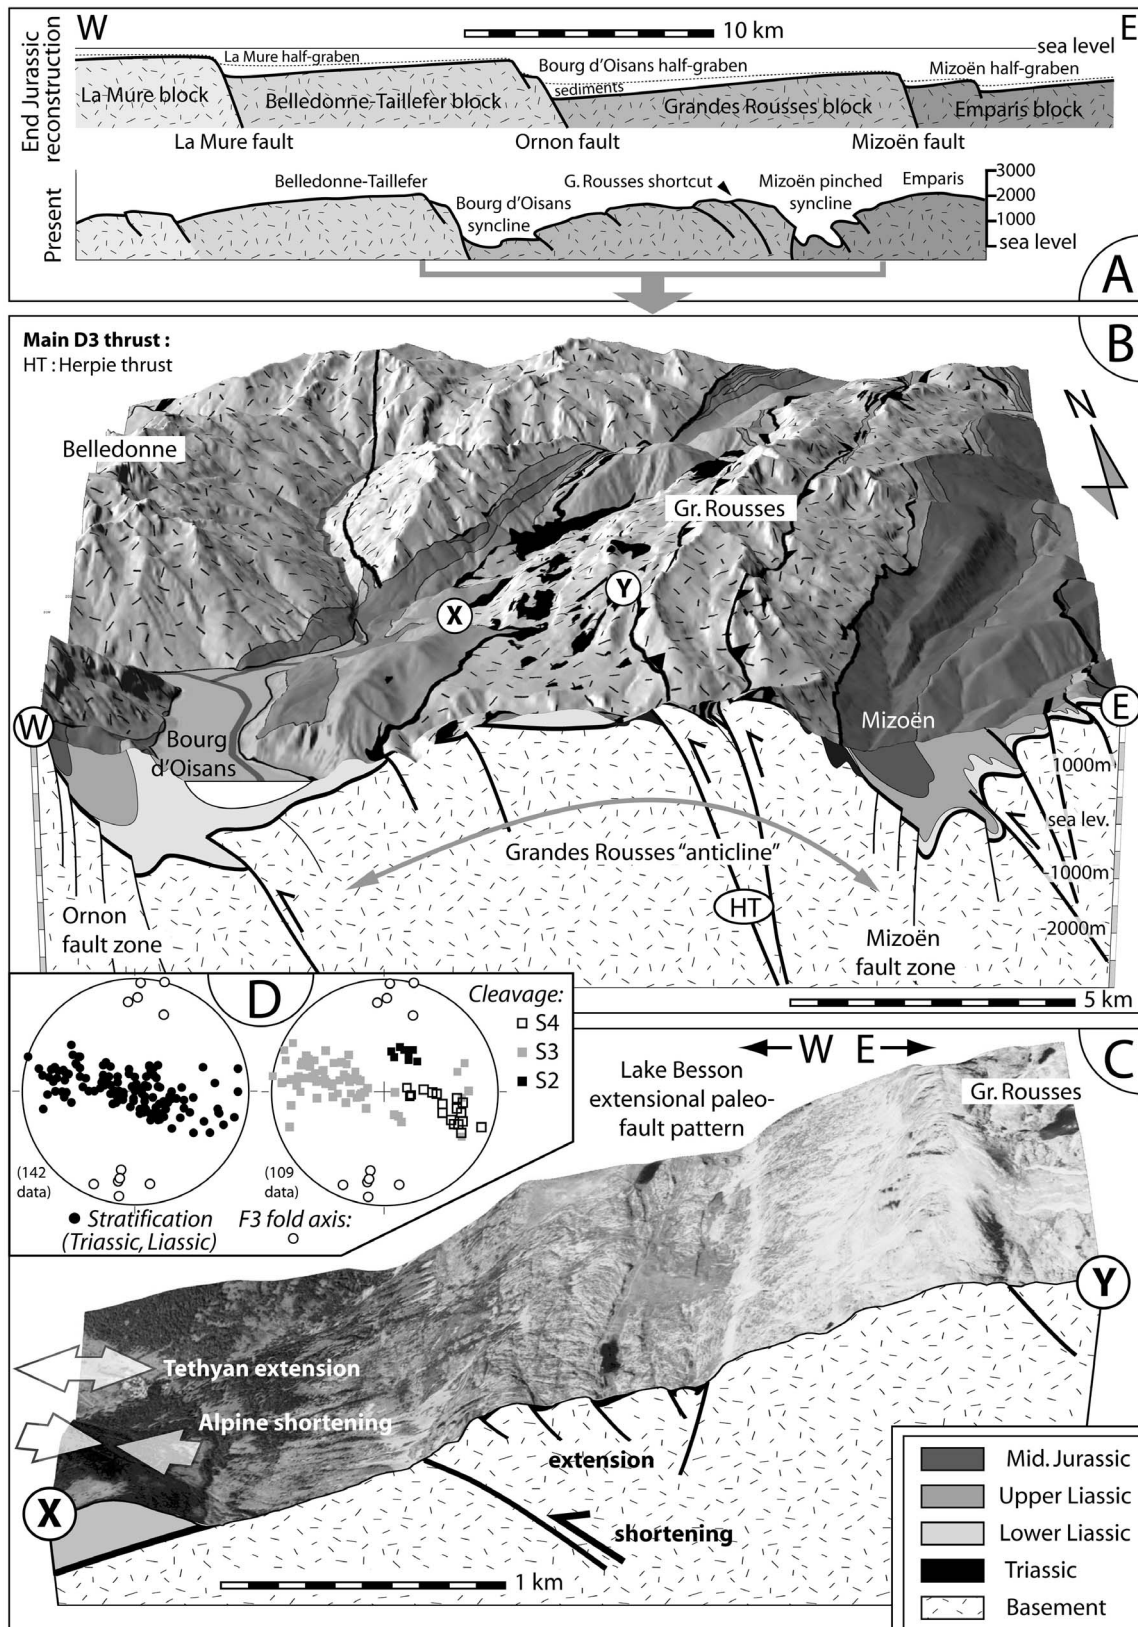 W
10 km
E
sea level
End Jurassic
reconstruction
La Mure half-graben
Bourg d'Oisans half-graben
Mizoën half-graben
sediments
La Mure block
Belledonne-Taillefer block
Grandes Rousses block
Emparis block
La Mure fault
Ornon fault
Mizoën fault
Present
Belledonne-Taillefer
Bourg d'Oisans
syncline
G. Rousses shortcut
Mizoën pinched
syncline
Emparis
3000
2000
1000
sea level
A
B
Main D3 thrust :
HT : Herpie thrust
N
Belledonne
Gr. Rousses
X
Y
W
Bourg
d'Oisans
Mizoën
E
1000m
sea lev.
-1000m
-2000m
Grandes Rousses "anticline"
HT
Ornon
fault zone
Mizoën
fault zone
5 km
D
Cleavage:
S4
S3
S2
(142
data)
(109
data)
Stratification
(Triassic, Liassic)
F3 fold axis:
W E
C
Lake Besson
extensional paleo-
fault pattern
Gr. Rousses
Y
Tethyan extension
Alpine shortening
extension
shortening
X
1 km
Mid. Jurassic
Upper Liassic
Lower Liassic
Triassic
Basement